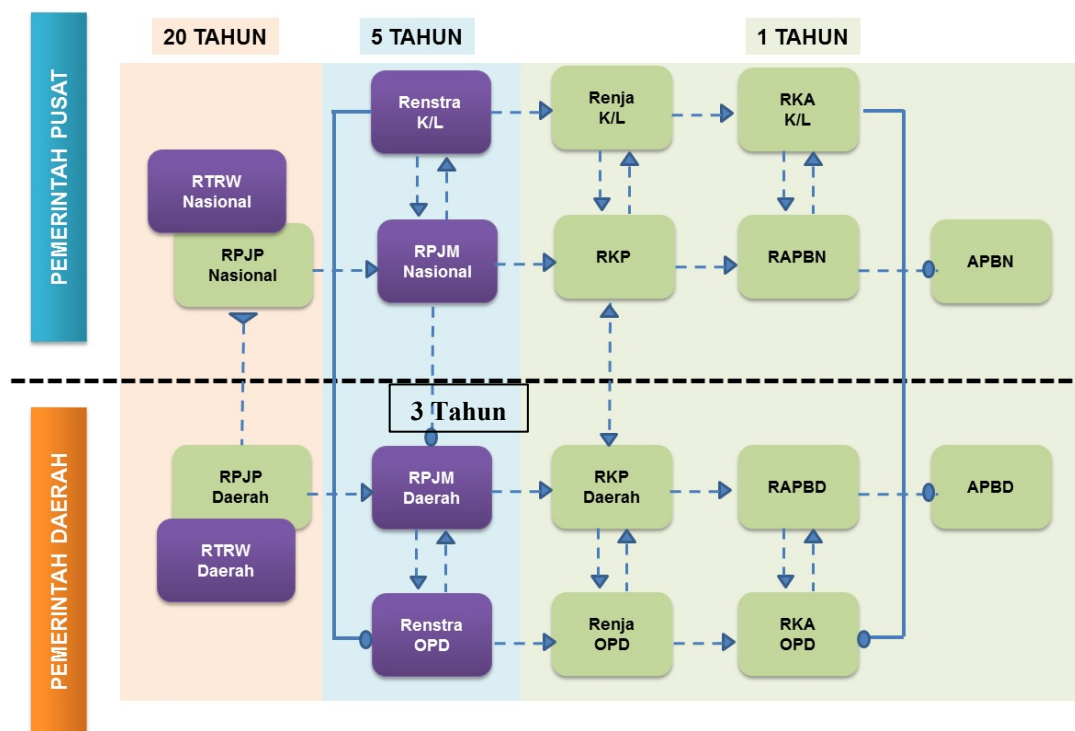 20 TAHUN
5 TAHUN
1 TAHUN
PEMERINTAH PUSAT
Renstra
K/L
Renja
K/L
RKA
K/L
RTRW
Nasional
RPJP
Nasional
RPJM
Nasional
RKP
RAPBN
APBN
3 Tahun
PEMERINTAH DAERAH
RPJP
Daerah
RPJM
Daerah
RKP
Daerah
RAPBD
APBD
RTRW
Daerah
Renstra
OPD
Renja
OPD
RKA
OPD